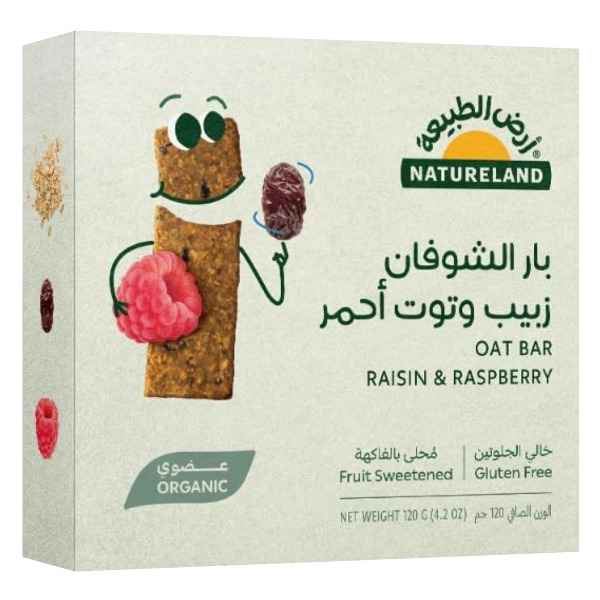 أرض الطبيعة®
NATURELAND
بار الشوفان
زبيب وتوت أحمر
OAT BAR
RAISIN & RASPBERRY
خالي الجلوتين
Gluten Free
مُحلى بالفاكهة
Fruit Sweetened
عضوي
ORGANIC
NET WEIGHT 120 G (4.2 OZ) الوزن الصافي 120 جم